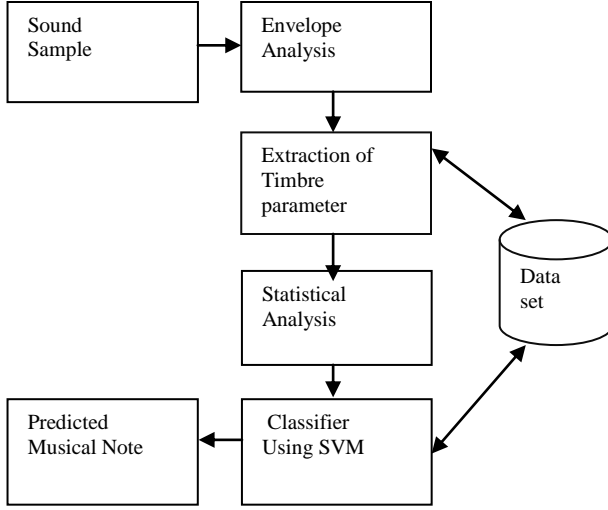 Sound
Sample
Envelope
Analysis
Extraction of
Timbre
parameter
Data
set
Statistical
Analysis
Predicted
Musical Note
Classifier
Using SVM